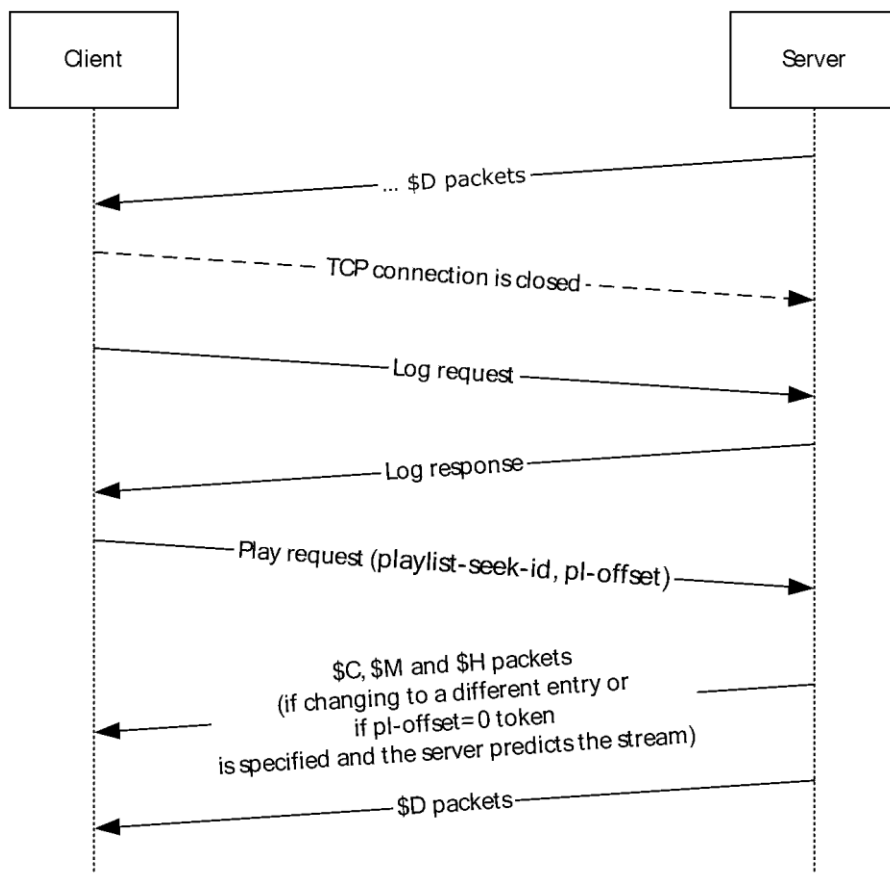 Client
Server
... $D packets
TCP connection is closed
Log request
Log response
Play request (playlist-seek-id, pl-offset)
$C, $M and $H packets
(if changing to a different entry or
if pl-offset=0 token
is specified and the server predicts the stream)
$D packets